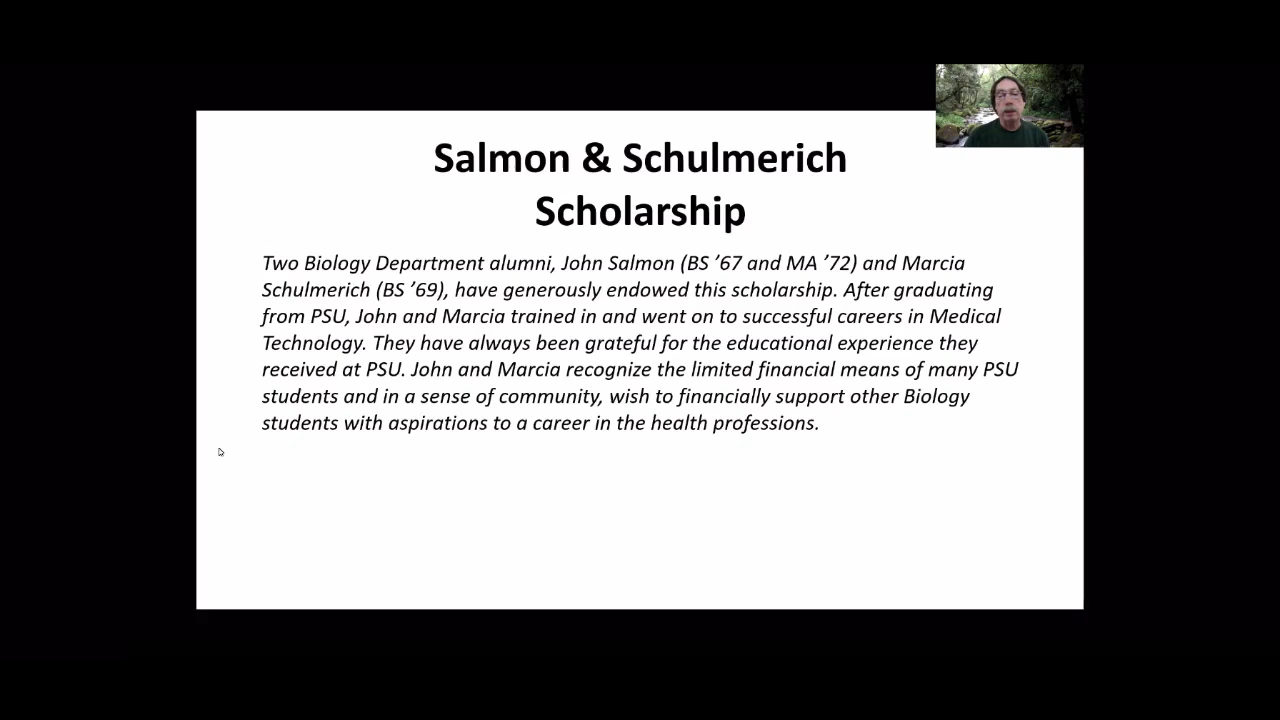 Salmon & Schulmerich
Scholarship
Two Biology Department alumni, John Salmon (BS ’67 and MA ’72) and Marcia
Schulmerich (BS ’69), have generously endowed this scholarship. After graduating
from PSU, John and Marcia trained in and went on to successful careers in Medical
Technology. They have always been grateful for the educational experience they
received at PSU. John and Marcia recognize the limited financial means of many PSU
students and in a sense of community, wish to financially support other Biology
students with aspirations to a career in the health professions.